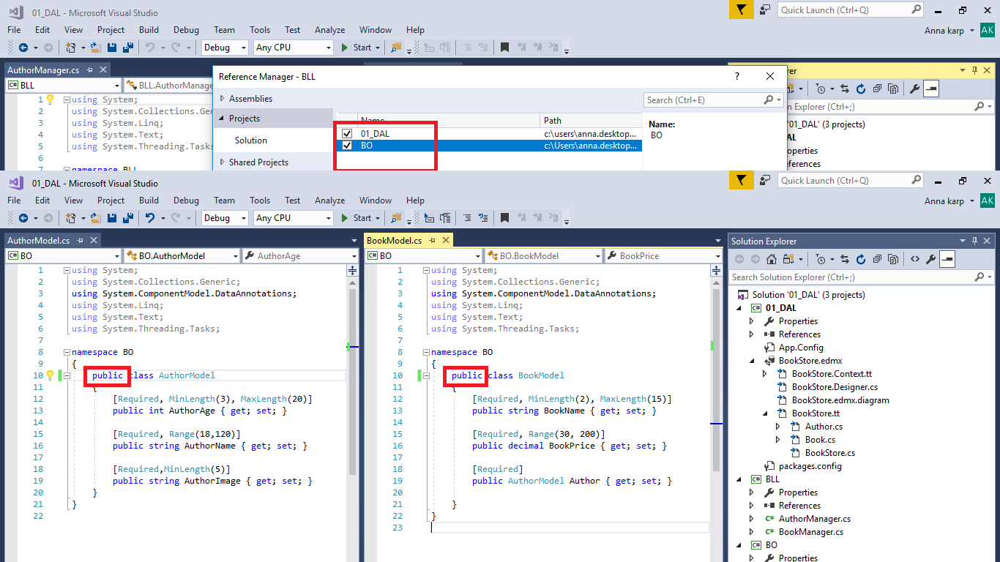 01_DAL - Microsoft Visual Studio
Quick Launch (Ctrl+Q)
File Edit View Project Build Debug Team Tools Test Analyze Window Help
Anna karp AK
Debug Any CPU Start
AuthorManager.cs
BLL BLL.AuthorManage
1 using System;
2 using System.Collections.Gen
3 using System.Linq;
4 using System.Text;
5 using System.Threading.Tasks
6
7 namespace BLL
Reference Manager - BLL
?
Assemblies
Search (Ctrl+E)
Projects
Solution
Shared Projects
Name Path
01_DAL c:\users\anna.desktop...
BO c:\Users\anna.desktop...
Name:
BO
rer
orer (Ctrl+;)
'01_DAL' (3 projects)
AL
operties
eferences
01_DAL - Microsoft Visual Studio
Quick Launch (Ctrl+Q)
File Edit View Project Build Debug Team Tools Test Analyze Window Help
Anna karp AK
Debug Any CPU Start
AuthorModel.cs
BO BO.AuthorModel AuthorAge
1 using System;
2 using System.Collections.Generic;
3 using System.ComponentModel.DataAnnotations;
4 using System.Linq;
5 using System.Text;
6 using System.Threading.Tasks;
7
8 namespace BO
9 {
10 public class AuthorModel
11 {
12 [Required, MinLength(3), MaxLength(20)]
13 public int AuthorAge { get; set; }
14
15 [Required, Range(18,120)]
16 public string AuthorName { get; set; }
17
18 [Required,MinLength(5)]
19 public string AuthorImage { get; set; }
20 }
21 }
22
BookModel.cs
BO BO.BookModel BookPrice
1 using System;
2 using System.Collections.Generic;
3 using System.ComponentModel.DataAnnotations;
4 using System.Linq;
5 using System.Text;
6 using System.Threading.Tasks;
7
8 namespace BO
9 {
10 public class BookModel
11 {
12 [Required, MinLength(2), MaxLength(15)]
13 public string BookName { get; set; }
14
15 [Required, Range(30, 200)]
16 public decimal BookPrice { get; set; }
17
18 [Required]
19 public AuthorModel Author { get; set; }
20
21 }
22 }
23
Solution Explorer
Search Solution Explorer (Ctrl+;)
Solution '01_DAL' (3 projects)
01_DAL
Properties
References
App.Config
BookStore.edmx
BookStore.Context.tt
BookStore.Designer.cs
BookStore.edmx.diagram
BookStore.tt
Author.cs
Book.cs
BookStore.cs
packages.config
BLL
Properties
References
AuthorManager.cs
BookManager.cs
BO
Properties